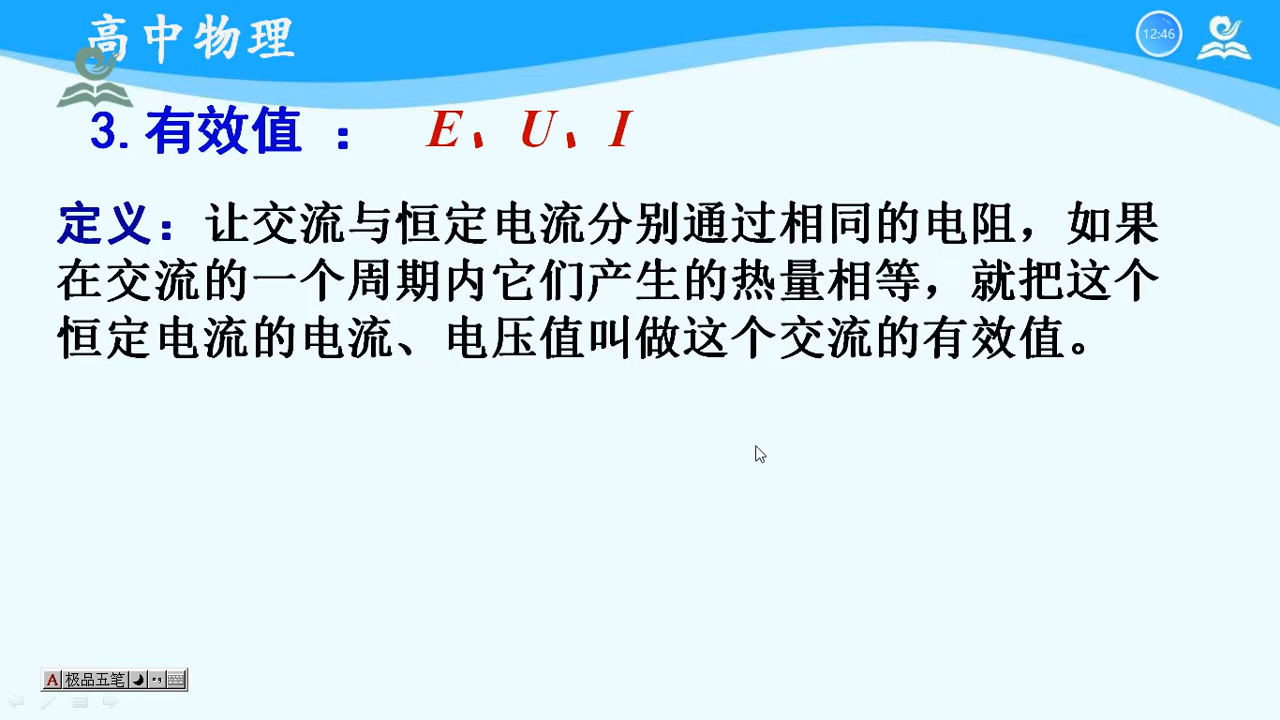 高中物理
12:46
3.有效值 ： E、U、I
定义：让交流与恒定电流分别通过相同的电阻，如果
在交流的一个周期内它们产生的热量相等，就把这个
恒定电流的电流、电压值叫做这个交流的有效值。
A 极品五笔